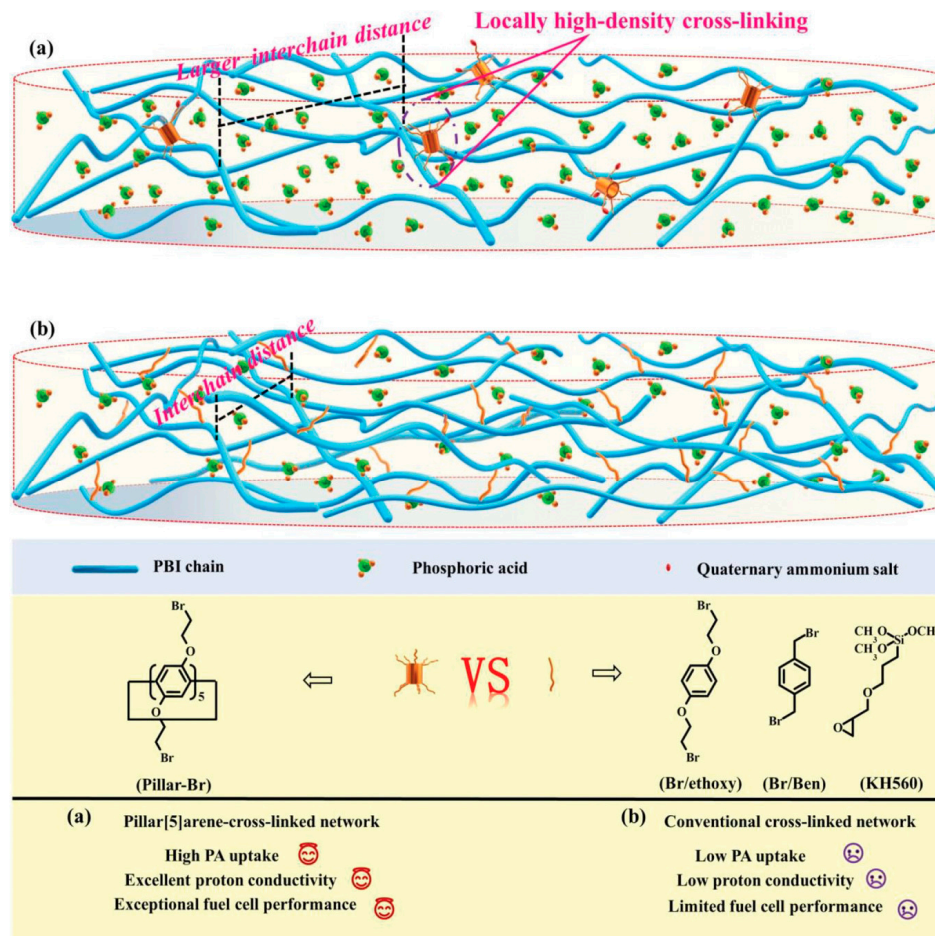 (a)
Larger interchain distance
Locally high-density cross-linking
(b)
Interchain distance
PBI chain
Phosphoric acid
Quaternary ammonium salt
Br
O
5
O
Br
(Pillar-Br)
VS
Br
O
O
Br
(Br/ethoxy)
Br
Br
(Br/Ben)
OCH3
CH3O Si OCH3
CH3O
O
O
(KH560)
(a)
Pillar[5]arene-cross-linked network
High PA uptake
Excellent proton conductivity
Exceptional fuel cell performance
(b)
Conventional cross-linked network
Low PA uptake
Low proton conductivity
Limited fuel cell performance